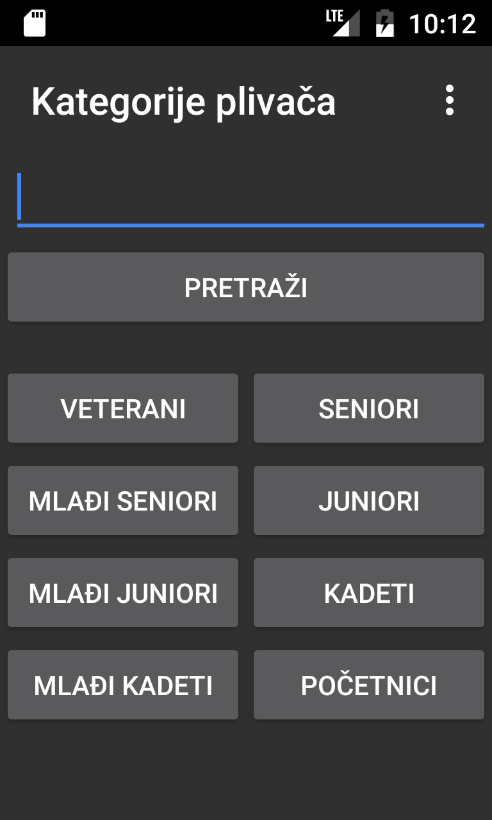 LTE 10:12
Kategorije plivača
PRETRAŽI
VETERANI SENIORI
MLAĐI SENIORI JUNIORI
MLAĐI JUNIORI KADETI
MLAĐI KADETI POČETNICI